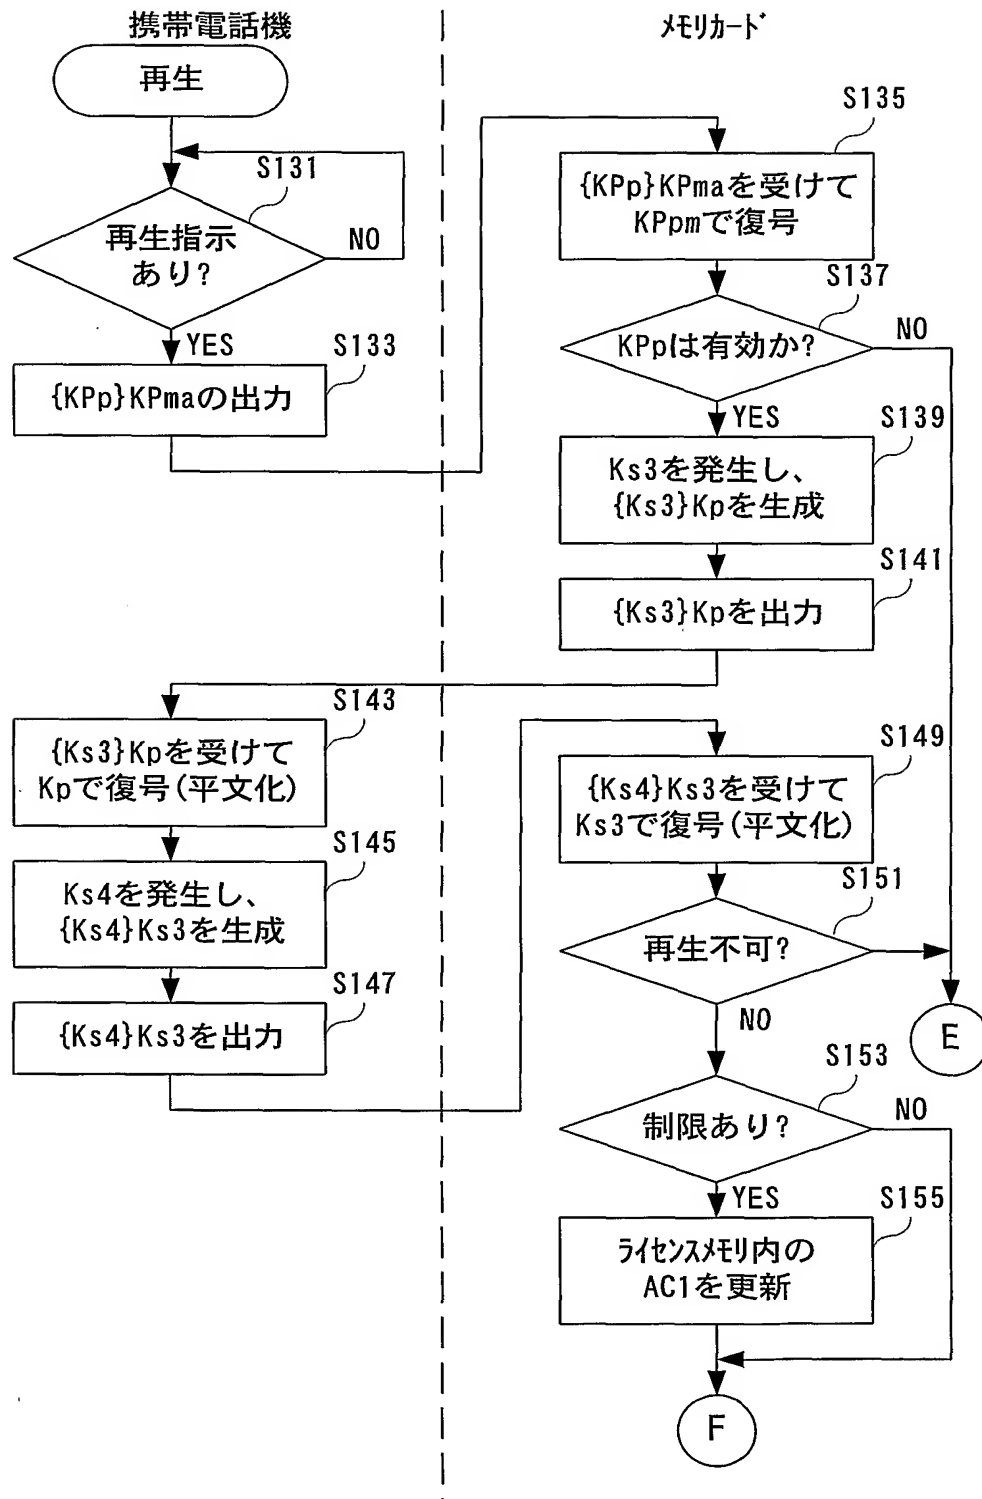 携帯電話機
再生
S131
再生指示
あり?
NO
YES
S133
{KPp}KPmaの出力
S143
{Ks3}Kpを受けて
Kpで復号(平文化)
S145
Ks4を発生し、
{Ks4}Ks3を生成
S147
{Ks4}Ks3を出力
メモリカード
S135
{KPp}KPmaを受けて
KPpmで復号
S137
KPpは有効か?
NO
YES
S139
Ks3を発生し、
{Ks3}Kpを生成
S141
{Ks3}Kpを出力
S149
{Ks4}Ks3を受けて
Ks3で復号(平文化)
S151
再生不可?
NO
E
S153
制限あり?
NO
YES
S155
ライセンスメモリ内の
AC1を更新
F